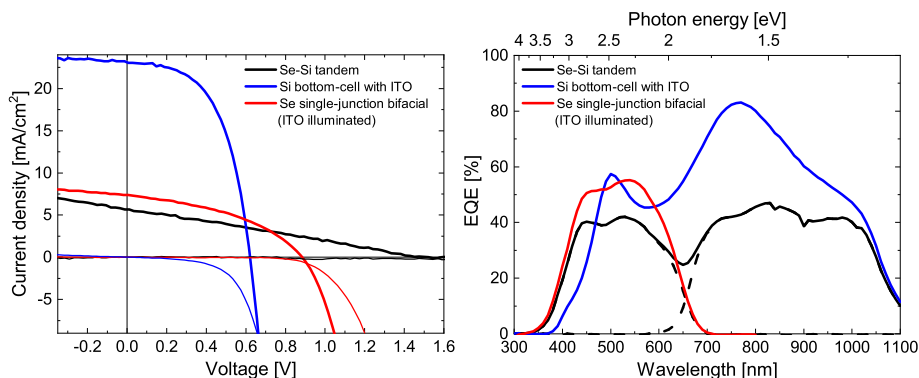 Se-Si tandem
Si bottom-cell with ITO
Se single-junction bifacial
(ITO illuminated)
20
15
10
5
0
-5
Current density [mA/cm²]
-0.2 0.0 0.2 0.4 0.6 0.8 1.0 1.2 1.4 1.6
Voltage [V]
Photon energy [eV]
4 3.5 3 2.5 2 1.5
Se-Si tandem
Si bottom-cell with ITO
Se single-junction bifacial
(ITO illuminated)
100
80
60
40
20
0
EQE [%]
300 400 500 600 700 800 900 1000 1100
Wavelength [nm]